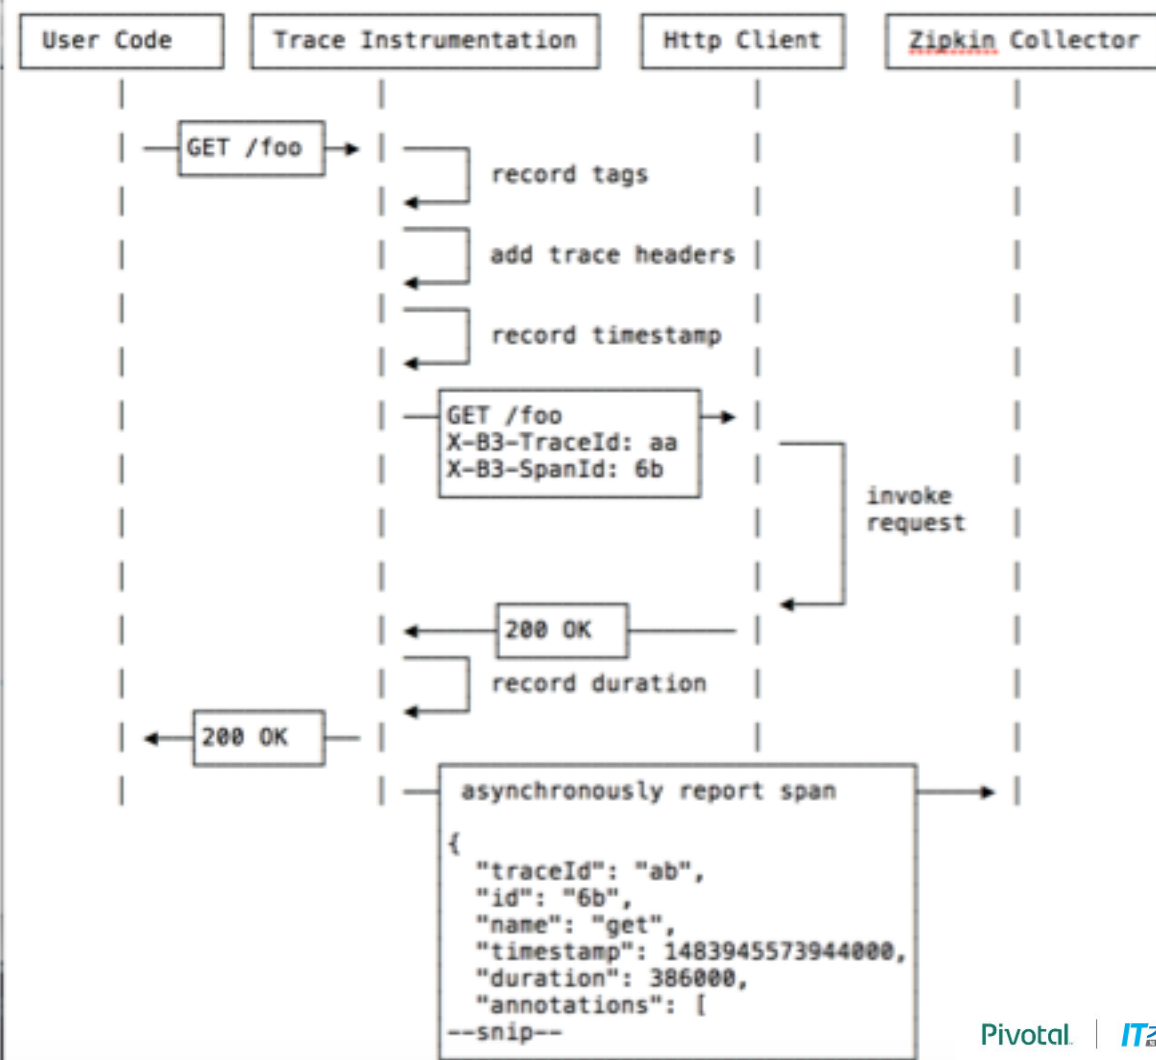 User Code
Trace Instrumentation
Http Client
Zipkin Collector
GET /foo
record tags
add trace headers
record timestamp
GET /foo
X-B3-TraceId: aa
X-B3-SpanId: 6b
invoke
request
200 OK
record duration
200 OK
asynchronously report span
{
"traceId": "ab",
"id": "6b",
"name": "get",
"timestamp": 1483945573944000,
"duration": 386000,
"annotations": [
--snip--
Pivotal.
IT